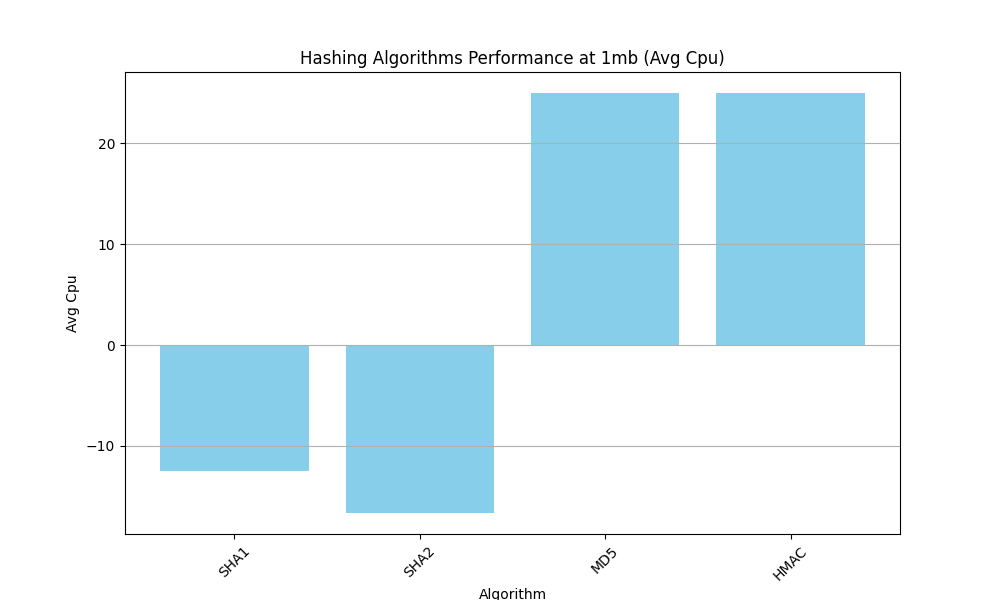 Hashing Algorithms Performance at 1mb (Avg Cpu)
Avg Cpu
20
10
0
−10
SHA1
SHA2
MD5
HMAC
Algorithm